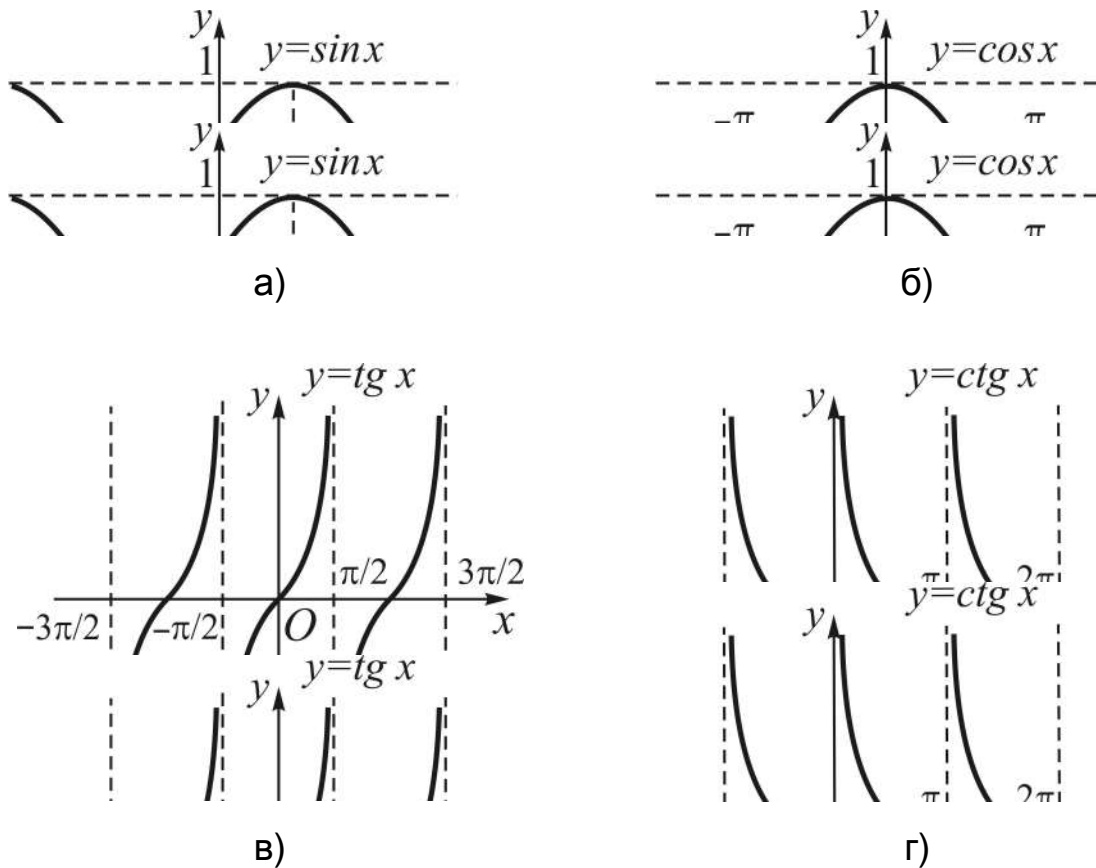 y y
1 y=sinx 1 y=cosx
-π π
y y
1 y=sinx 1 y=cosx
-π π
а) б)
y=tg x y=ctg x
y y
π/2 3π/2 π 2π
-3π/2 -π/2 O x
y=ctg x
y=tg x y
y
π 2π
в) г)